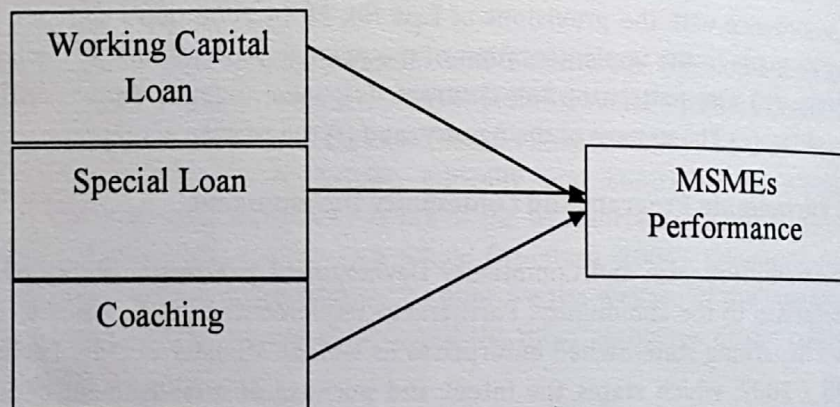 Working Capital
Loan
Special Loan
Coaching
MSMEs
Performance